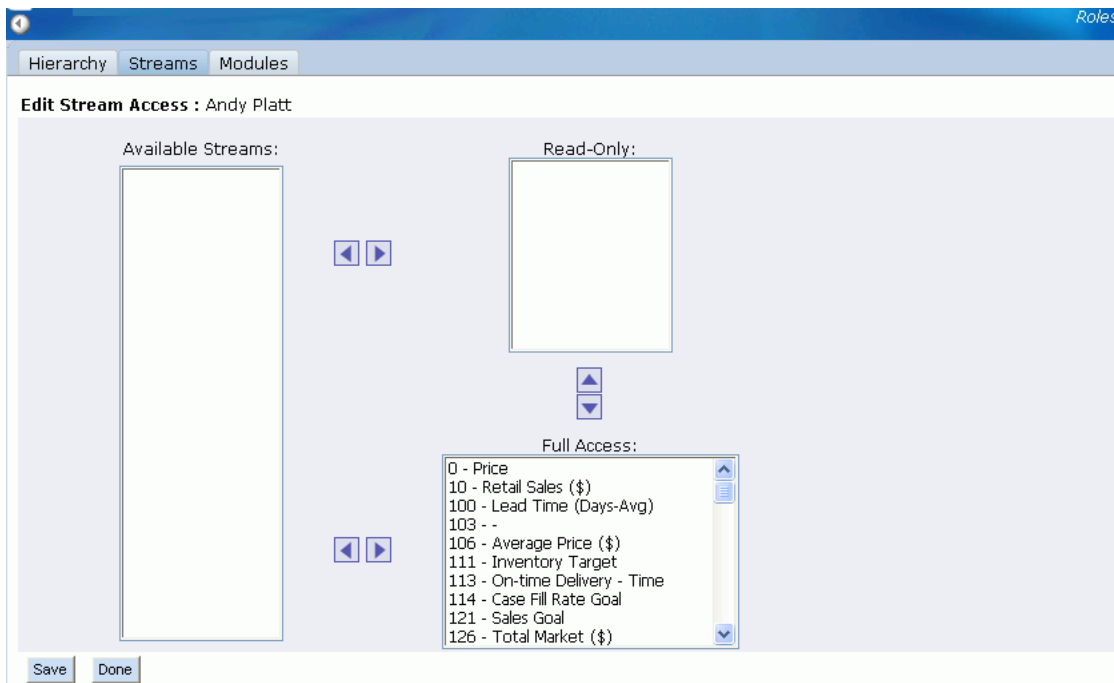 Roles
Hierarchy Streams Modules
Edit Stream Access : Andy Platt
Available Streams:
Read-Only:
Full Access:
0 - Price
10 - Retail Sales ($)
100 - Lead Time (Days-Avg)
103 - -
106 - Average Price ($)
111 - Inventory Target
113 - On-time Delivery - Time
114 - Case Fill Rate Goal
121 - Sales Goal
126 - Total Market ($)
Save Done